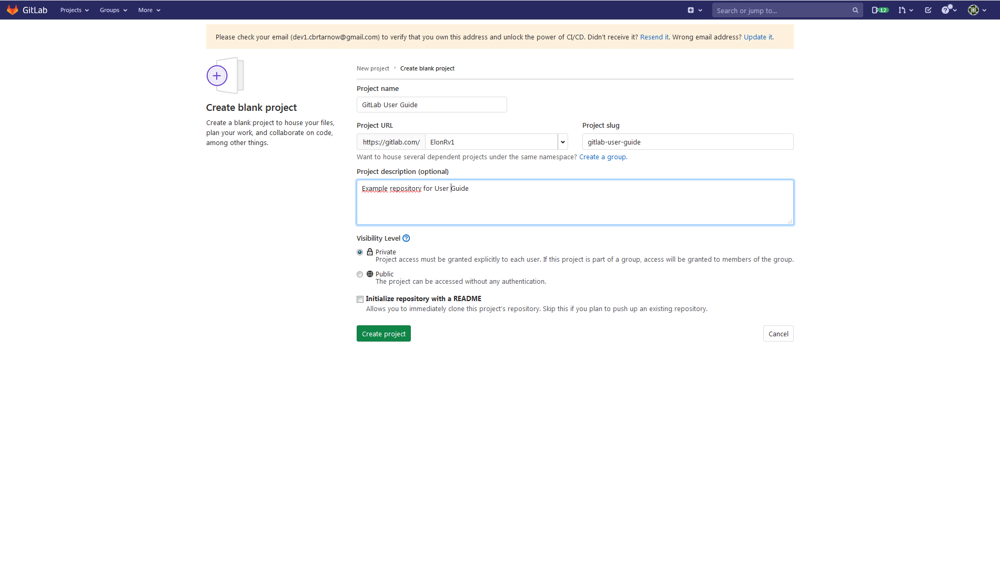 GitLab Projects Groups More Search or jump to... 12
Please check your email (dev1.cbrtarnow@gmail.com) to verify that you own this address and unlock the power of CI/CD. Didn't receive it? Resend it. Wrong email address? Update it.
Create blank project
Create a blank project to house your files,
plan your work, and collaborate on code,
among other things.
New project › Create blank project
Project name
GitLab User Guide
Project URL
https://gitlab.com/ ElonRv1
Project slug
gitlab-user-guide
Want to house several dependent projects under the same namespace? Create a group.
Project description (optional)
Example repository for User Guide
Visibility Level
Private
Project access must be granted explicitly to each user. If this project is part of a group, access will be granted to members of the group.
Public
The project can be accessed without any authentication.
Initialize repository with a README
Allows you to immediately clone this project's repository. Skip this if you plan to push up an existing repository.
Create project
Cancel